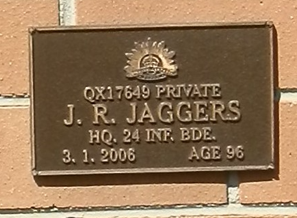 QX17649 PRIVATE
J. R. JAGGERS
HQ. 24 INF. BDE.
3. 1. 2006 AGE 96